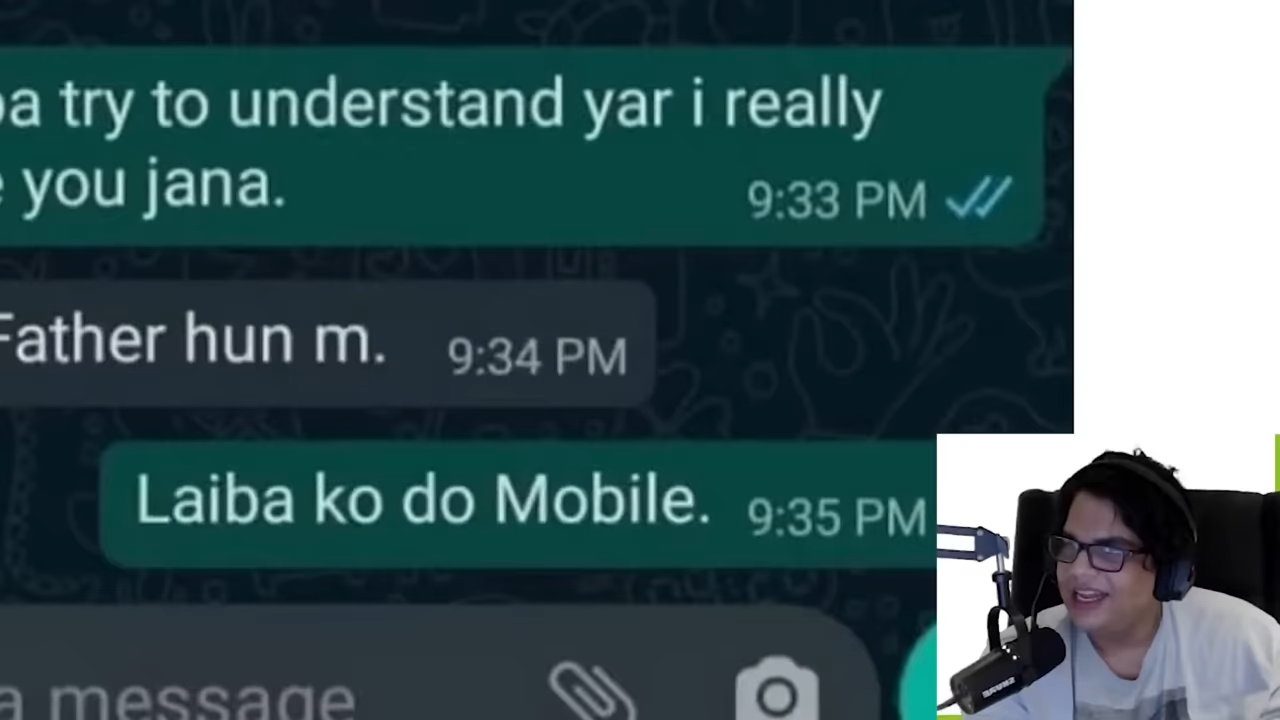 try to understand yar i really
you jana.
9:33 PM
Father hun m.
9:34 PM
Laiba ko do Mobile.
9:35 PM
a message